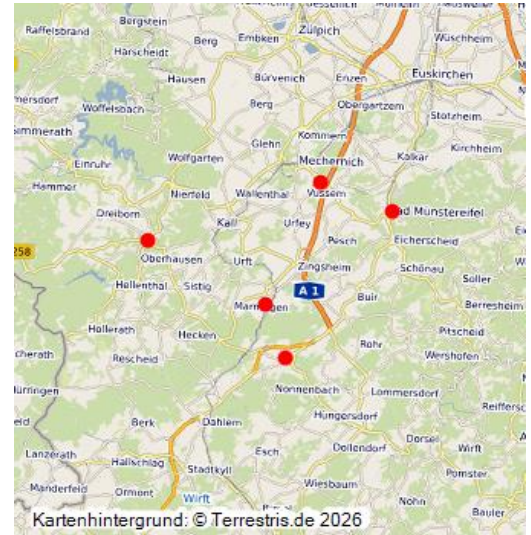 Bergstein
Raffelsbrand
Berg
Embken
Zülpich
Wüschheim
Harscheidt
Hausen
Bürvenich
Enzen
Euskirchen
Woffelsbach
Berg
Obergartzem
Stotzheim
Simmerath
Kommern
Glehn
Kirchheim
Einruhr
Wolfgarten
Mechernich
Kalkar
Hammer
Nierfeld
Wallenthal
Vussem
Dreiborn
Kall
Urfey
Bad Münstereifel
Pesch
Eicherscheid
258
Oberhausen
Urft
Zingsheim
Schönau
Soller
Hellenthal
Sistig
A 1
Buir
Berresheim
Marmagen
Hollerath
Hecken
Pitscheid
Rescheid
Rohr
Wershofen
Nonnenbach
Lommersdorf
Berk
Dahlem
Hüngersdorf
Lanzerath
Esch
Dollendorf
Dorsel
Wirft
Hallschlag
Stadtkyll
Pomster
Manderfeld
Ormont
Wirft
Wiesbaum
Nohn
Bauler
Kartenhintergrund: © Terrestris.de 2026